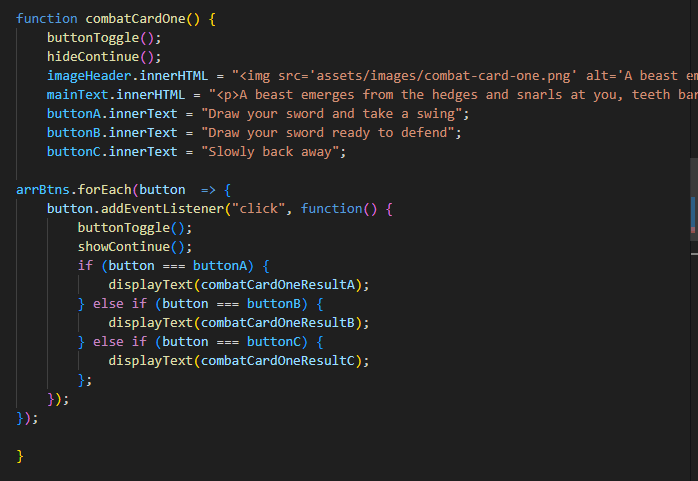 function combatCardOne() {
buttonToggle();
hideContinue();
imageHeader.innerHTML = "<img src='assets/images/combat-card-one.png' alt='A beast em
mainText.innerHTML = "<p>A beast emerges from the hedges and snarls at you, teeth bar
buttonA.innerText = "Draw your sword and take a swing";
buttonB.innerText = "Draw your sword ready to defend";
buttonC.innerText = "Slowly back away";
arrBtns.forEach(button  => {
button.addEventListener("click", function() {
buttonToggle();
showContinue();
if (button === buttonA) {
displayText(combatCardOneResultA);
} else if (button === buttonB) {
displayText(combatCardOneResultB);
} else if (button === buttonC) {
displayText(combatCardOneResultC);
};
});
});
}